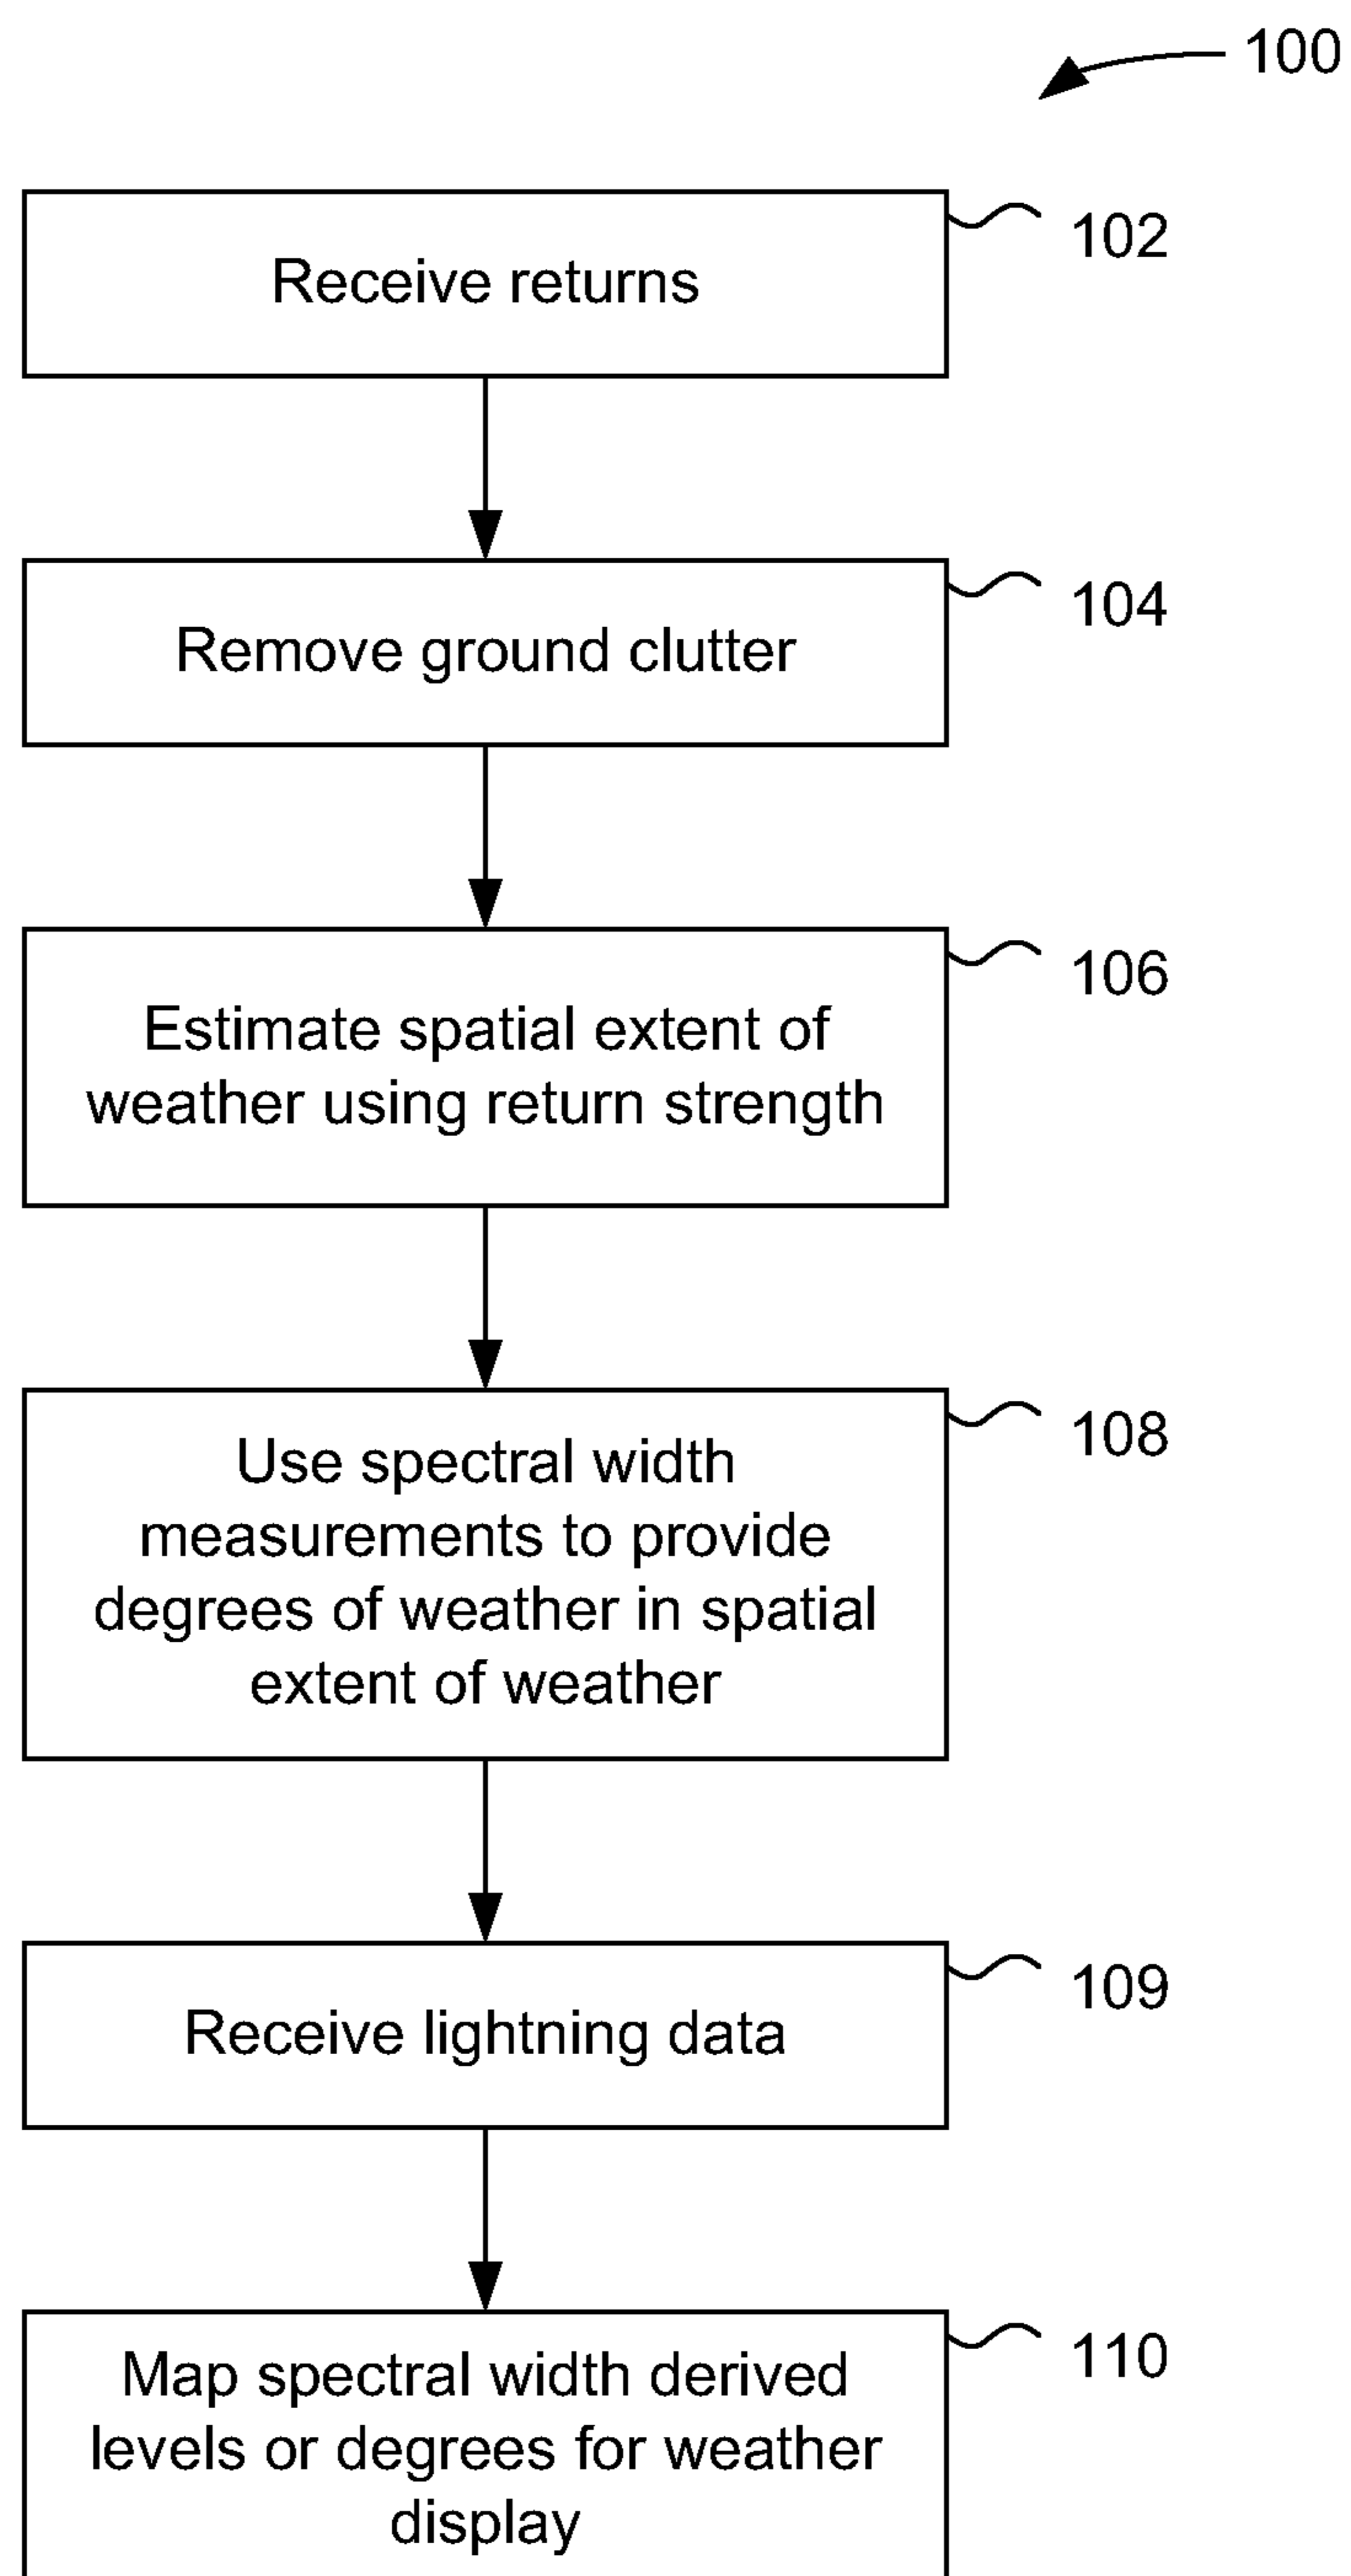 100
Receive returns
102
Remove ground clutter
104
Estimate spatial extent of
weather using return strength
106
Use spectral width
measurements to provide
degrees of weather in spatial
extent of weather
108
Receive lightning data
109
Map spectral width derived
levels or degrees for weather
display
110